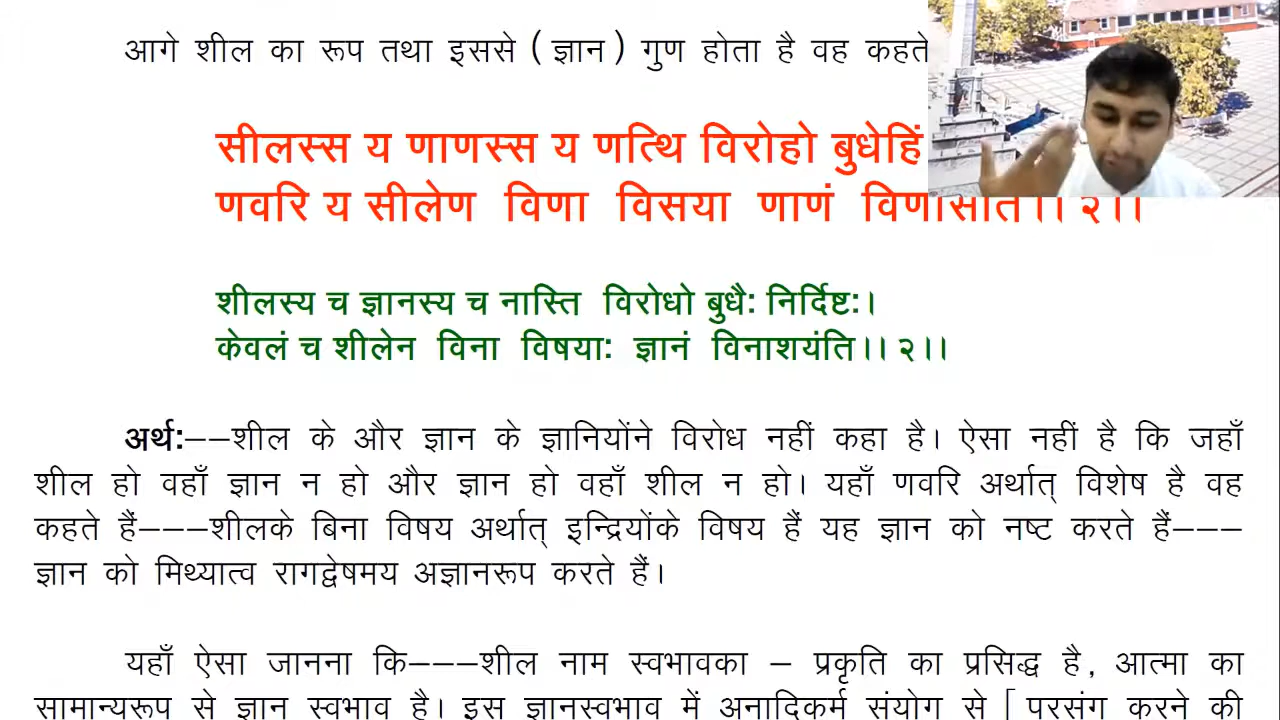 आगे शील का रूप तथा इससे ( ज्ञान ) गुण होता है वह कहते
सीलस्स य णाणस्स य णत्थि विरोहो बुधेहिं
णवरि य सीलेण विणा विसया णाणं विणासंति।। २।।
शीलस्य च ज्ञानस्य च नास्ति विरोधो बुधैः निर्दिष्टः।
केवलं च शीलेन विना विषयाः ज्ञानं विनाशयंति।। २।।
अर्थः––शील के और ज्ञान के ज्ञानियोंने विरोध नहीं कहा है। ऐसा नहीं है कि जहाँ
शील हो वहाँ ज्ञान न हो और ज्ञान हो वहाँ शील न हो। यहाँ णवरि अर्थात् विशेष है वह
कहते हैं–––शीलके बिना विषय अर्थात् इन्द्रियोंके विषय हैं यह ज्ञान को नष्ट करते हैं–––
ज्ञान को मिथ्यात्व रागद्वेषमय अज्ञानरूप करते हैं।
यहाँ ऐसा जानना कि–––शील नाम स्वभावका – प्रकृति का प्रसिद्ध है, आत्मा का
सामान्यरूप से ज्ञान स्वभाव है। इस ज्ञानस्वभाव में अनादिकर्म संयोग से [ परसंग करने की